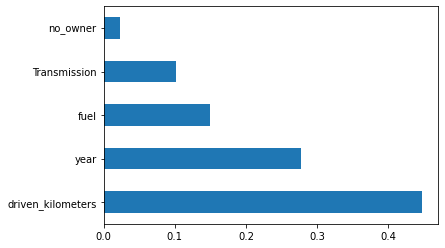 no_owner
Transmission
fuel
year
driven_kilometers
0.0 0.1 0.2 0.3 0.4